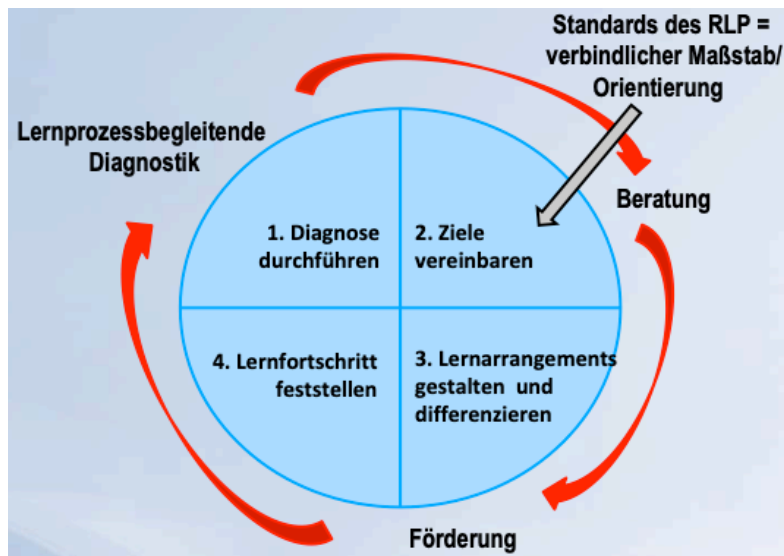 Standards des RLP =
verbindlicher Maßstab/
Orientierung
Lernprozessbegleitende
Diagnostik
Beratung
1. Diagnose
durchführen
2. Ziele
vereinbaren
4. Lernfortschritt
feststellen
3. Lernarrangements
gestalten und
differenzieren
Förderung